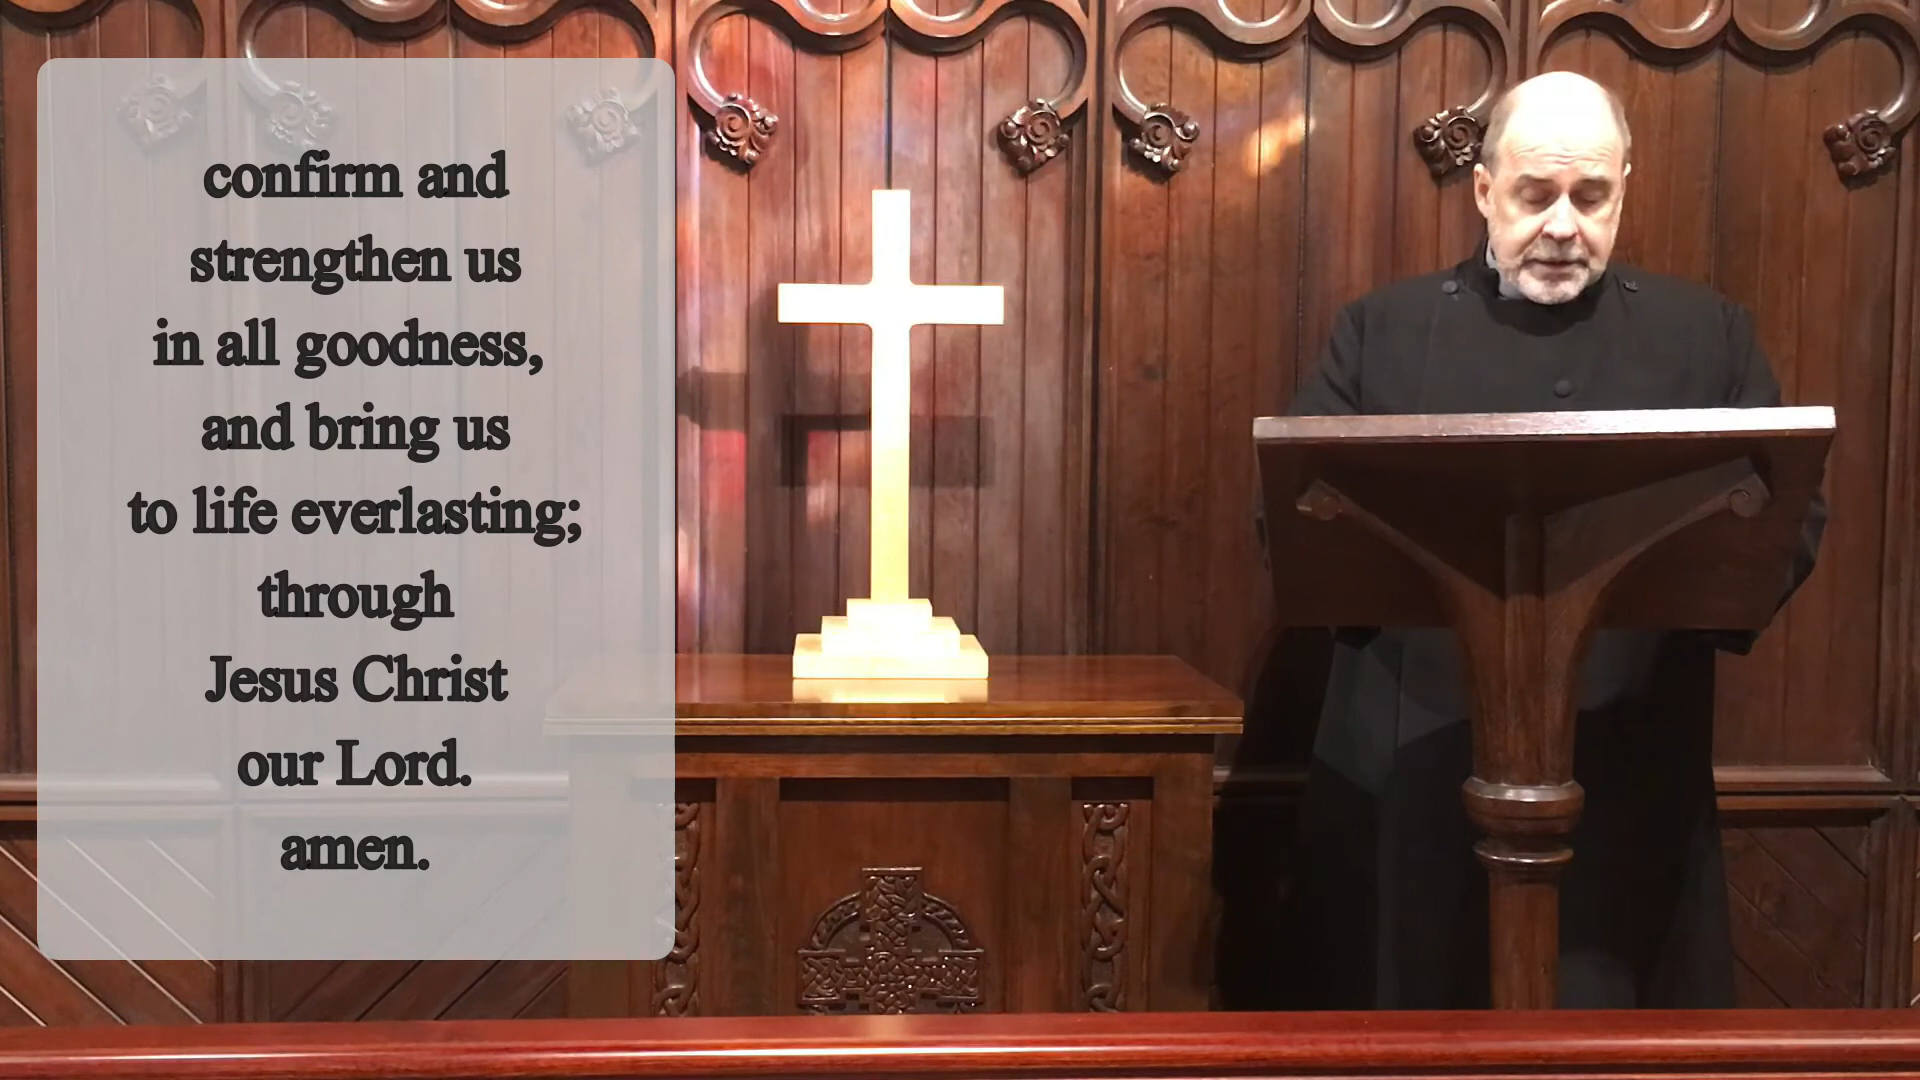 confirm and
strengthen us
in all goodness,
and bring us
to life everlasting;
through
Jesus Christ
our Lord.
amen.